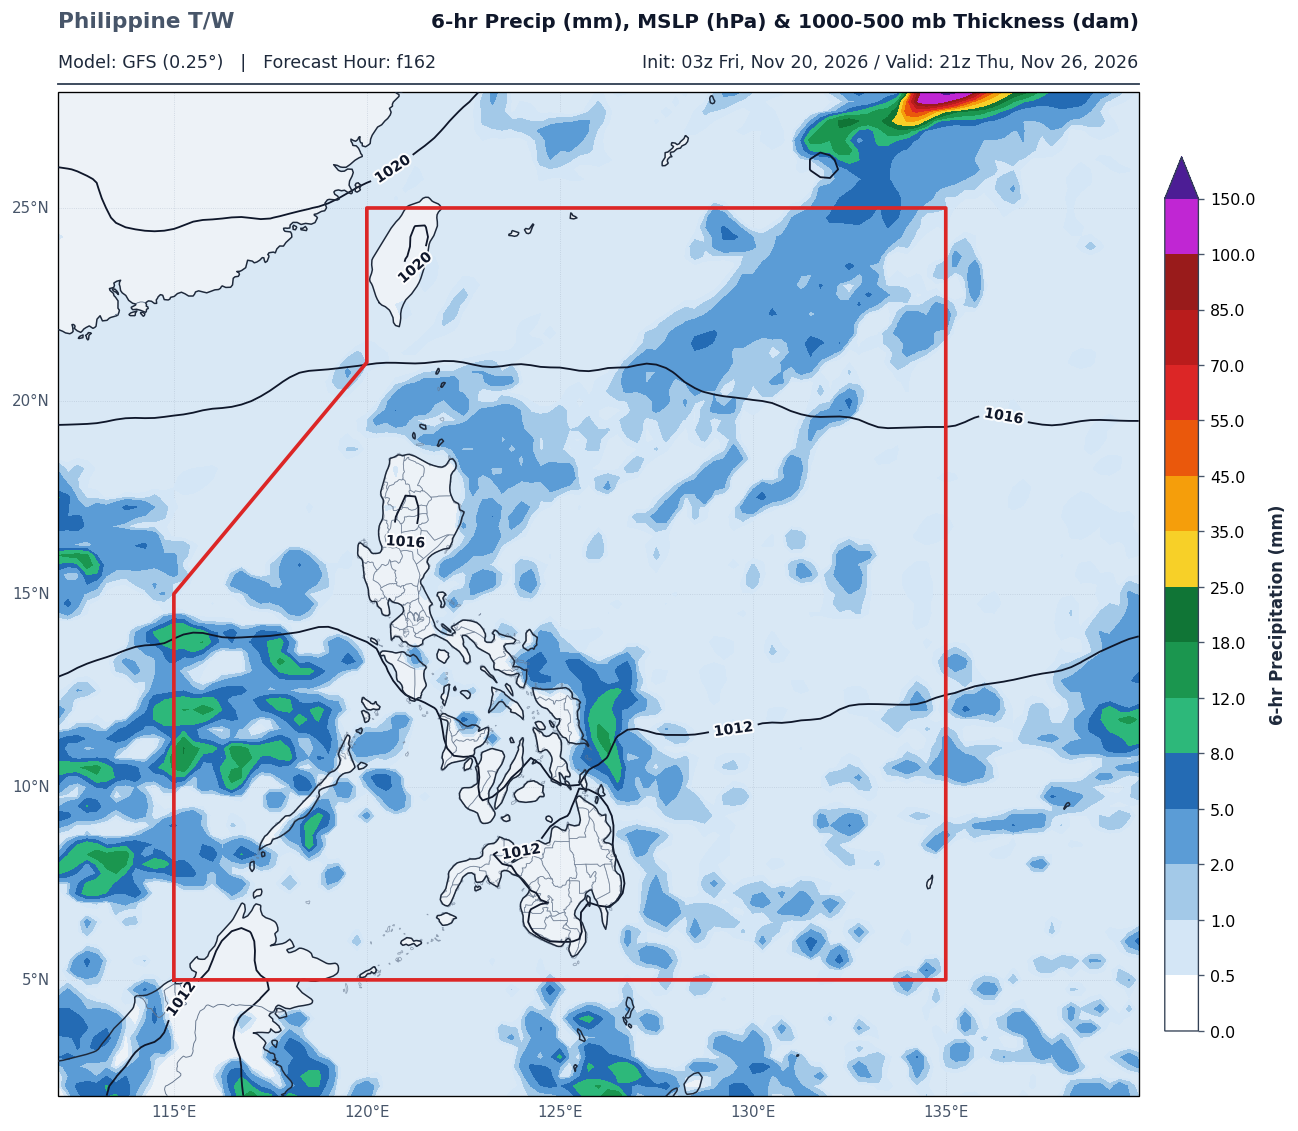 Philippine T/W
6-hr Precip (mm), MSLP (hPa) & 1000-500 mb Thickness (dam)
Model: GFS (0.25°) | Forecast Hour: f162
Init: 03z Fri, Nov 20, 2026 / Valid: 21z Thu, Nov 26, 2026
1020
1020
1016
1016
1012
1012
1012
25°N
20°N
15°N
10°N
5°N
115°E
120°E
125°E
130°E
135°E
150.0
100.0
85.0
70.0
55.0
45.0
35.0
25.0
18.0
12.0
8.0
5.0
2.0
1.0
0.5
0.0
6-hr Precipitation (mm)